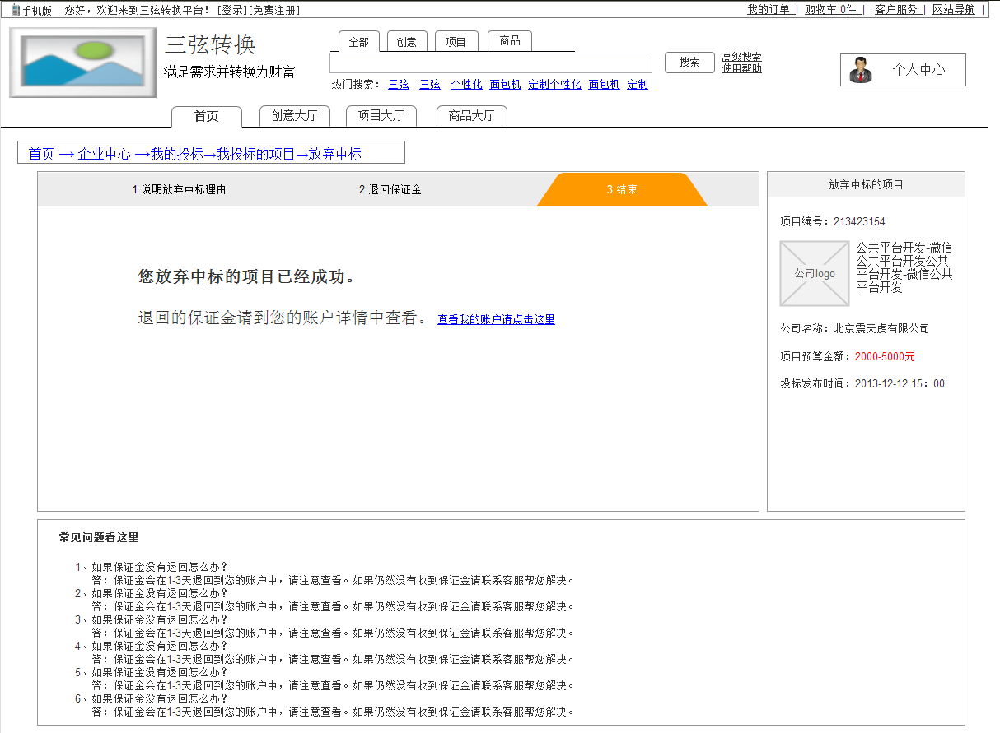 手机版 您好，欢迎来到三弦转换平台！[登录][免费注册]
我的订单 | 购物车 0件 | 客户服务 | 网站导航 |
三弦转换
满足需求并转换为财富
全部 创意 项目 商品
搜索
高级搜索
使用帮助
个人中心
热门搜索： 三弦 三弦 个性化 面包机 定制个性化 面包机 定制
首页 创意大厅 项目大厅 商品大厅
首页 → 企业中心 →我的投标→我投标的项目→放弃中标
1.说明放弃中标理由 2.退回保证金 3.结束
您放弃中标的项目已经成功。
退回的保证金请到您的账户详情中查看。 查看我的账户请点击这里
放弃中标的项目
项目编号：213423154
公司logo
公共平台开发-微信
公共平台开发公共
平台开发-微信公共
平台开发
公司名称：北京震天虎有限公司
项目预算金额：2000-5000元
投标发布时间：2013-12-12 15：00
常见问题看这里
1、如果保证金没有退回怎么办？
答：保证金会在1-3天退回到您的账户中，请注意查看。如果仍然没有收到保证金请联系客服帮您解决。
2、如果保证金没有退回怎么办？
答：保证金会在1-3天退回到您的账户中，请注意查看。如果仍然没有收到保证金请联系客服帮您解决。
3、如果保证金没有退回怎么办？
答：保证金会在1-3天退回到您的账户中，请注意查看。如果仍然没有收到保证金请联系客服帮您解决。
4、如果保证金没有退回怎么办？
答：保证金会在1-3天退回到您的账户中，请注意查看。如果仍然没有收到保证金请联系客服帮您解决。
5、如果保证金没有退回怎么办？
答：保证金会在1-3天退回到您的账户中，请注意查看。如果仍然没有收到保证金请联系客服帮您解决。
6、如果保证金没有退回怎么办？
答：保证金会在1-3天退回到您的账户中，请注意查看。如果仍然没有收到保证金请联系客服帮您解决。